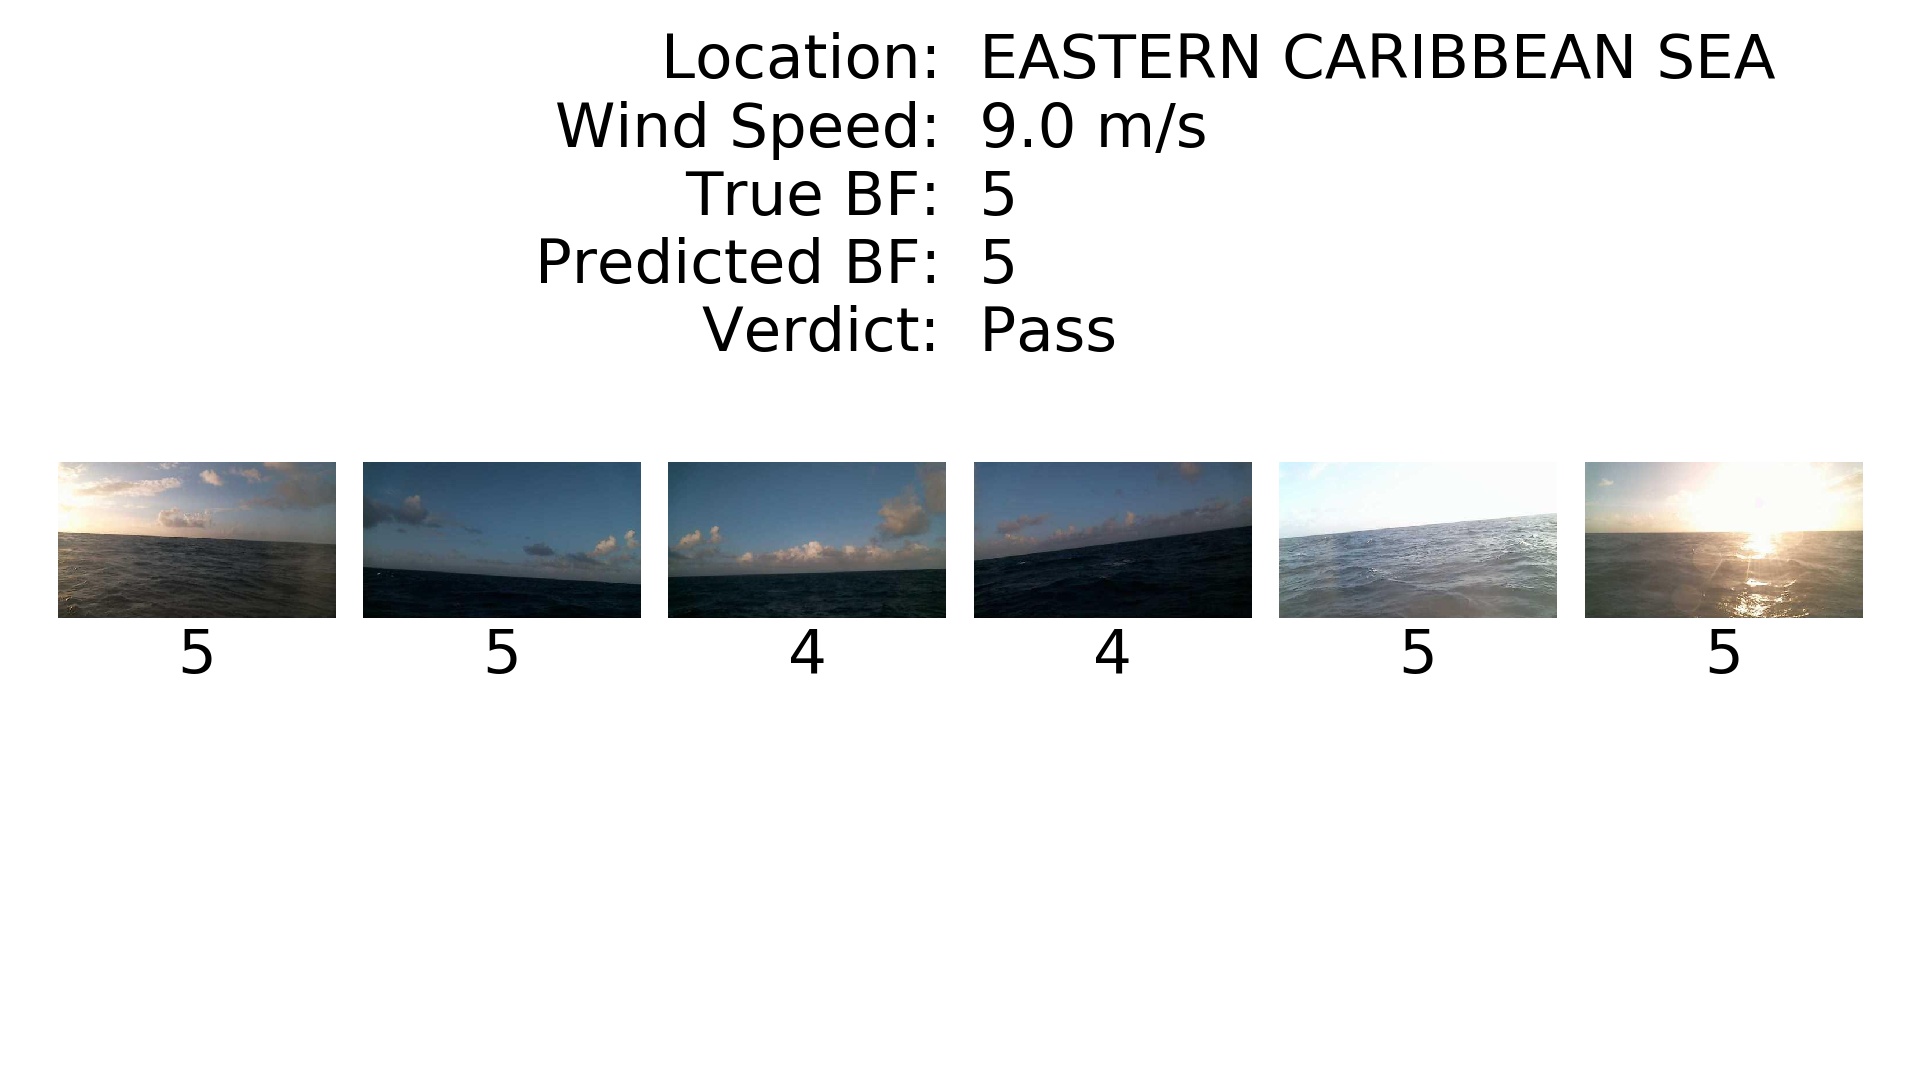 Location: EASTERN CARIBBEAN SEA
Wind Speed: 9.0 m/s
True BF: 5
Predicted BF: 5
Verdict: Pass
5 5 4 4 5 5